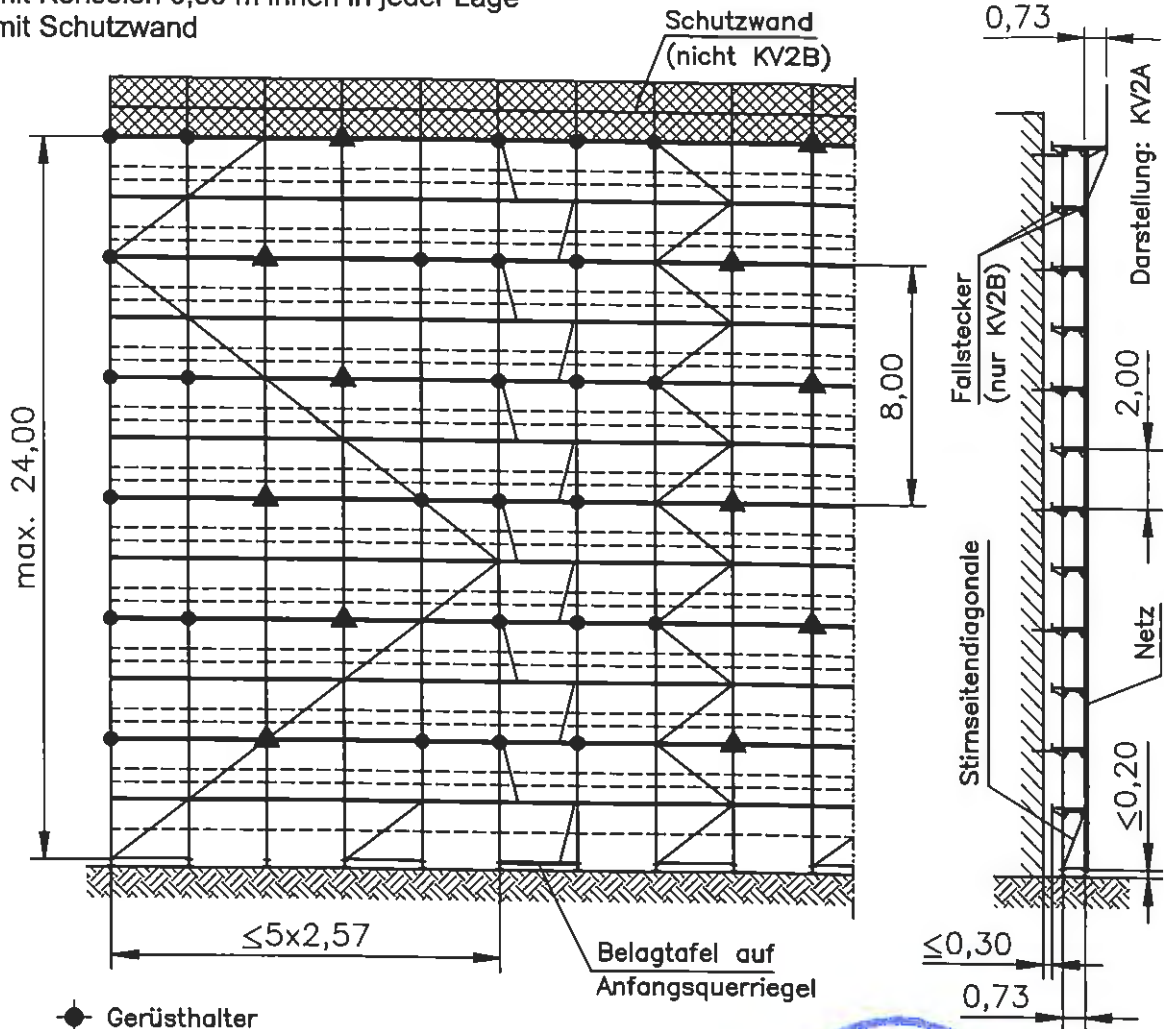 mit Schutzwand
Schutzwand
(nicht KV2B)
0,73
Darstellung: KV2A
Fallstecker
(nur KV2B)
max. 24,00
8,00
2,00
Stirnseitendiagonale
Netz
≤0,20
≤5x2,57
Belagtafel auf
Anfangsquerriegel
≤0,30
0,73
Gerüsthalter